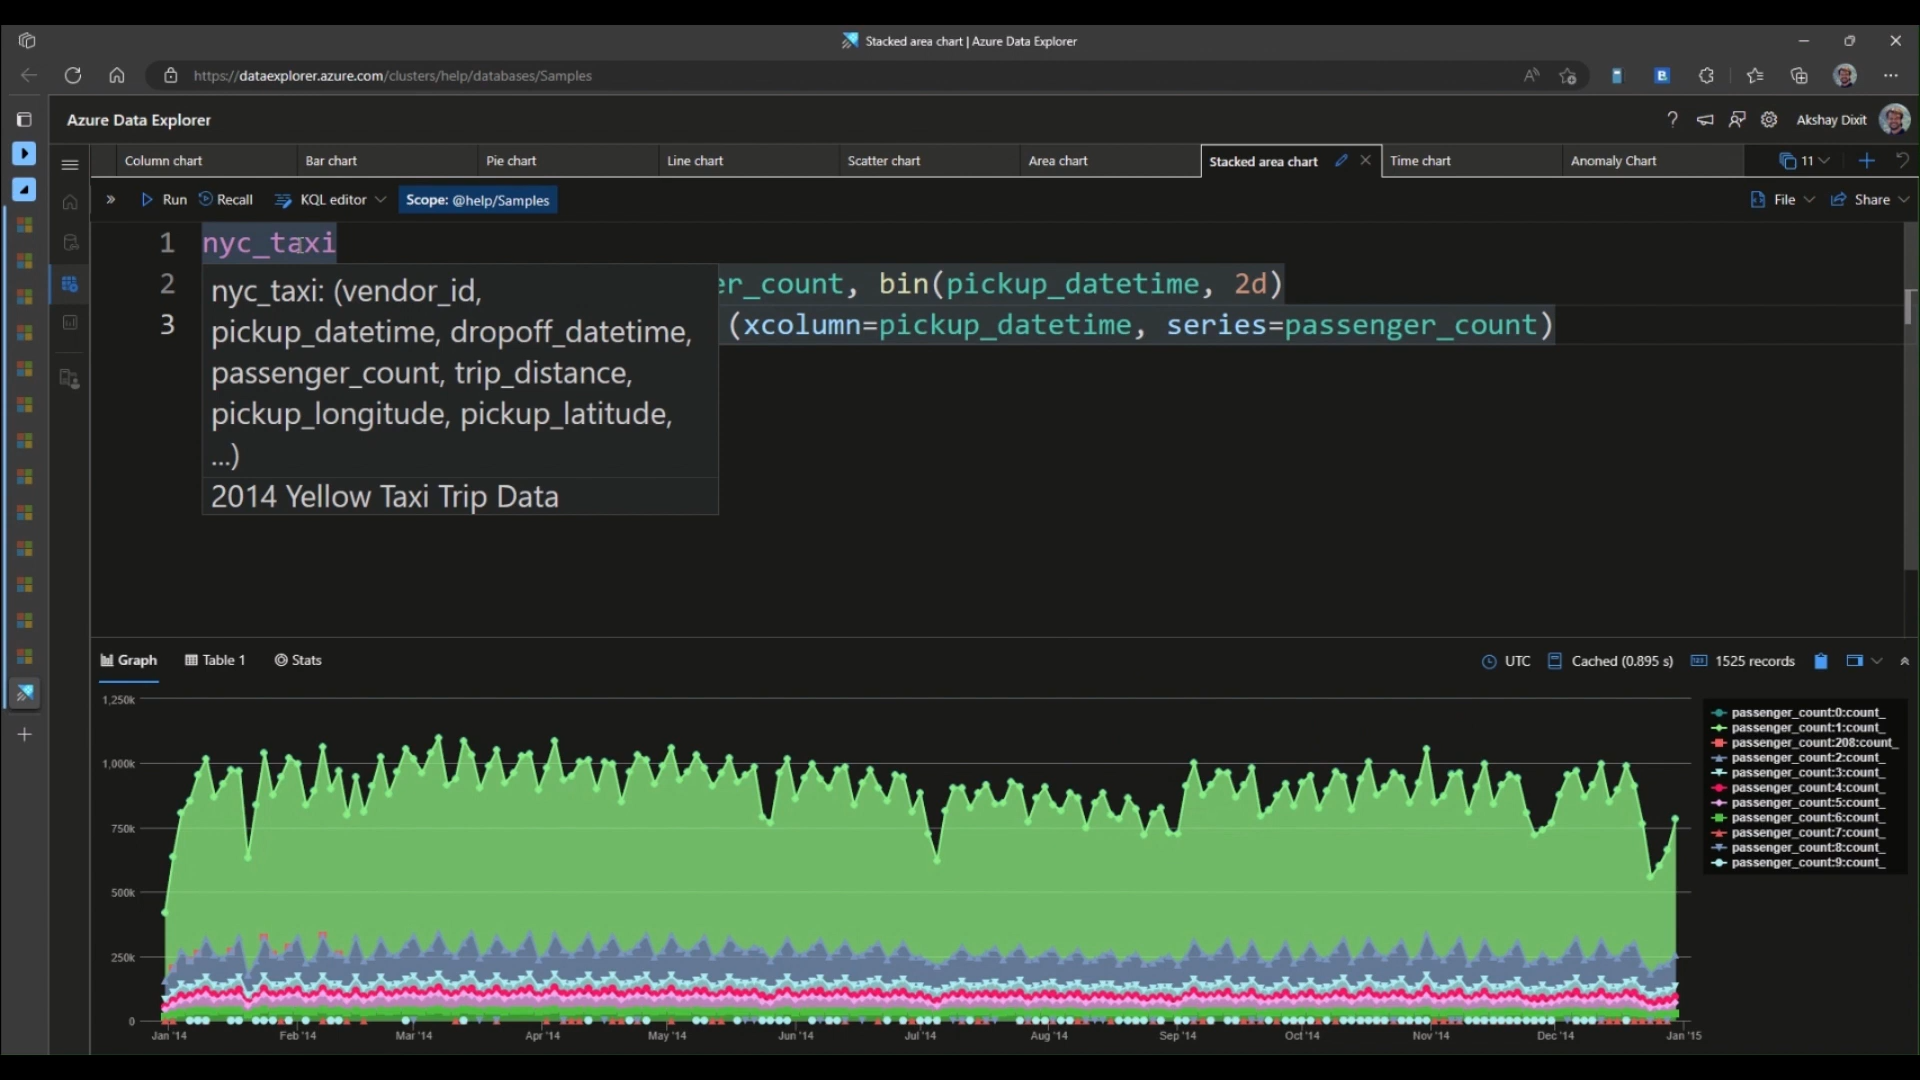 Stacked area chart | Azure Data Explorer
https://dataexplorer.azure.com/clusters/help/databases/Samples
Azure Data Explorer
Akshay Dixit
Column chart
Bar chart
Pie chart
Line chart
Scatter chart
Area chart
Stacked area chart
Time chart
Anomaly Chart
11
Run
Recall
KQL editor
Scope: @help/Samples
File
Share
1 nyc_taxi
2 er_count, bin(pickup_datetime, 2d)
3 (xcolumn=pickup_datetime, series=passenger_count)
nyc_taxi: (vendor_id,
pickup_datetime, dropoff_datetime,
passenger_count, trip_distance,
pickup_longitude, pickup_latitude,
...)
2014 Yellow Taxi Trip Data
Graph
Table 1
Stats
UTC
Cached (0.895 s)
1525 records
1,250k
1,000k
750k
500k
250k
0
Jan '14
Feb '14
Mar '14
Apr '14
May '14
Jun '14
Jul '14
Aug '14
Sep '14
Oct '14
Nov '14
Dec '14
Jan '15
passenger_count:0:count_
passenger_count:1:count_
passenger_count:208:count_
passenger_count:2:count_
passenger_count:3:count_
passenger_count:4:count_
passenger_count:5:count_
passenger_count:6:count_
passenger_count:7:count_
passenger_count:8:count_
passenger_count:9:count_